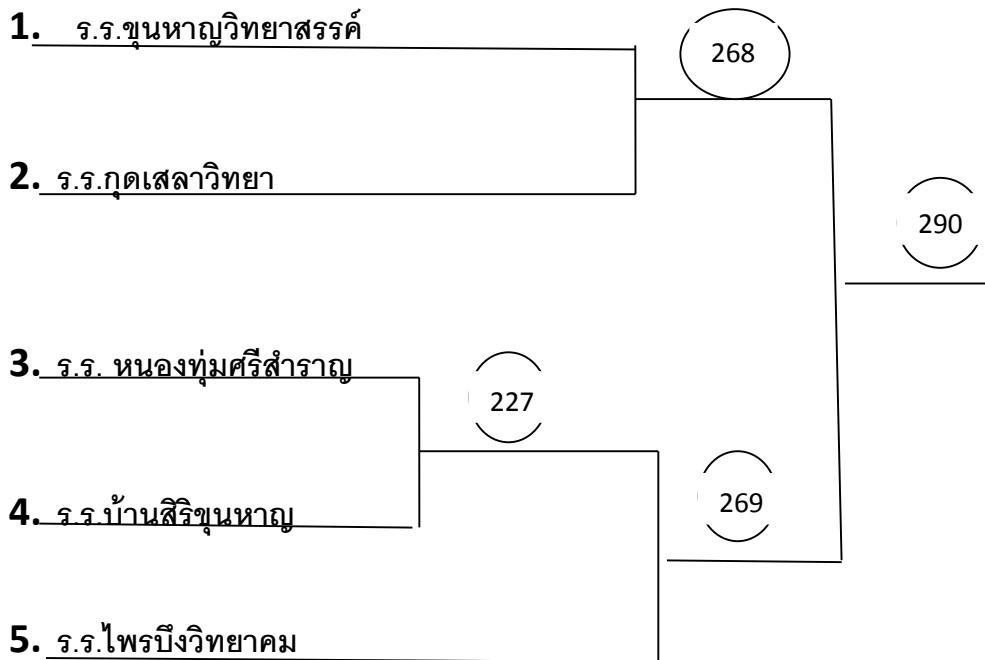 1. ร.ร.ขุนหาญวิทยาสรรค์
268
2. ร.ร.กุดเสลาวิทยา
290
3. ร.ร. หนองทุ่มศรีสำราญ
227
4. ร.ร.บ้านสิริขุนหาญ
269
5. ร.ร.ไพรบึงวิทยาคม